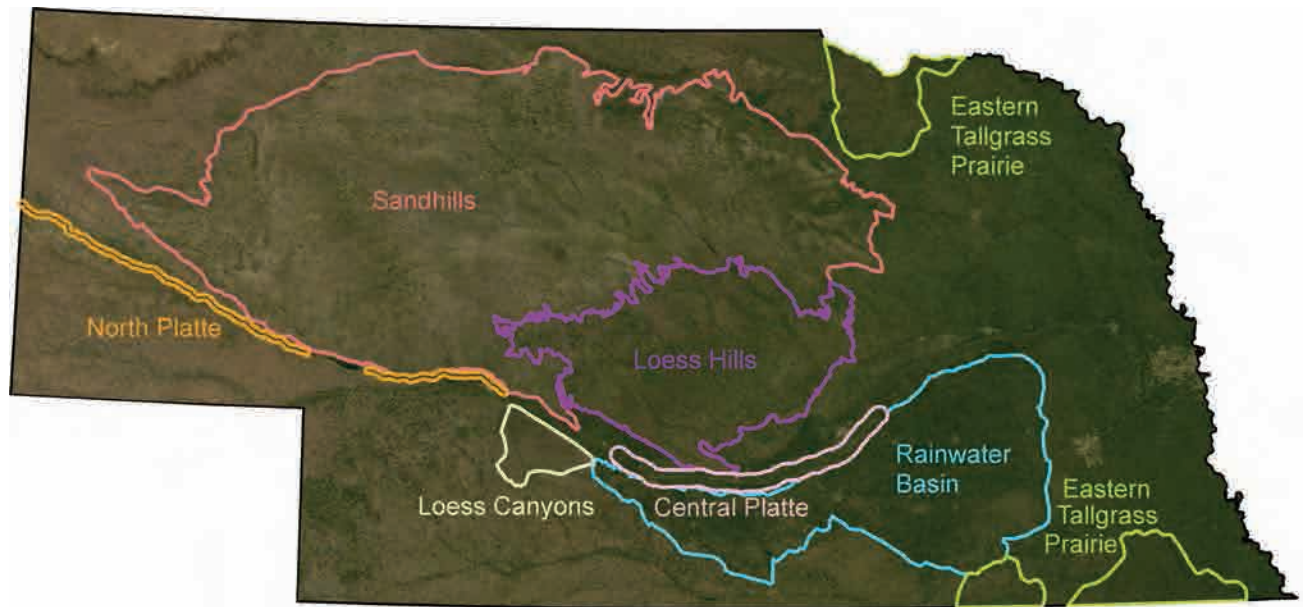 Eastern
Tallgrass
Prairie
Sandhills
North Platte
Loess Hills
Rainwater
Basin
Loess Canyons
Central Platte
Eastern
Tallgrass
Prairie